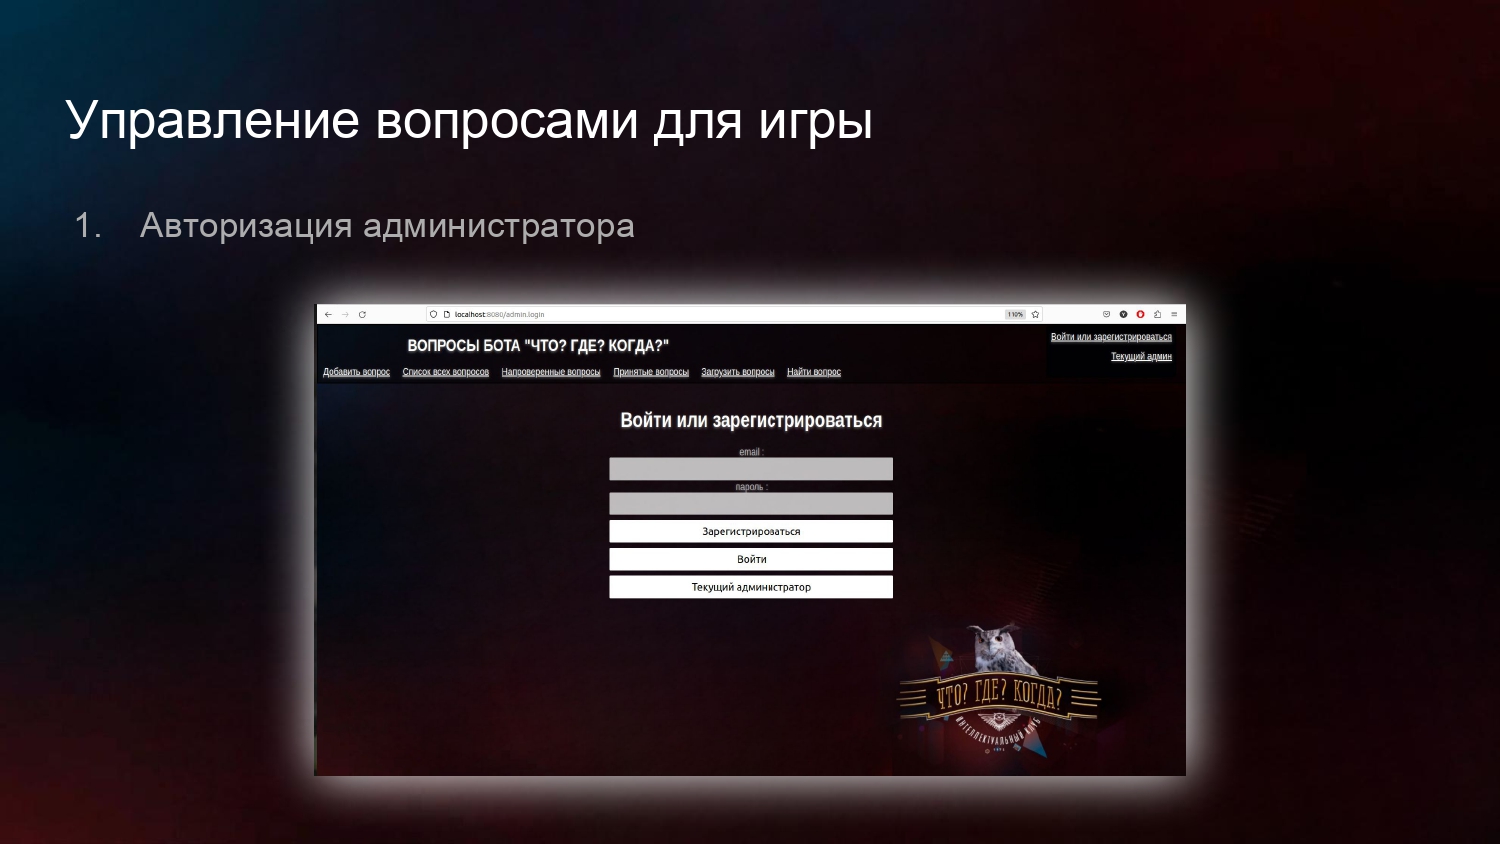 Управление вопросами для игры
1. Авторизация администратора
localhost:8080/admin.login
110%
ВОПРОСЫ БОТА "ЧТО? ГДЕ? КОГДА?"
Войти или зарегистрироваться
Текущий админ
Добавить вопрос Список всех вопросов Напроверенные вопросы Принятые вопросы Загрузить вопросы Найти вопрос
Войти или зарегистрироваться
email :
пароль :
Зарегистрироваться
Войти
Текущий администратор
ЧТО? ГДЕ? КОГДА?
ИНТЕЛЛЕКТУАЛЬНЫЙ КЛУБ